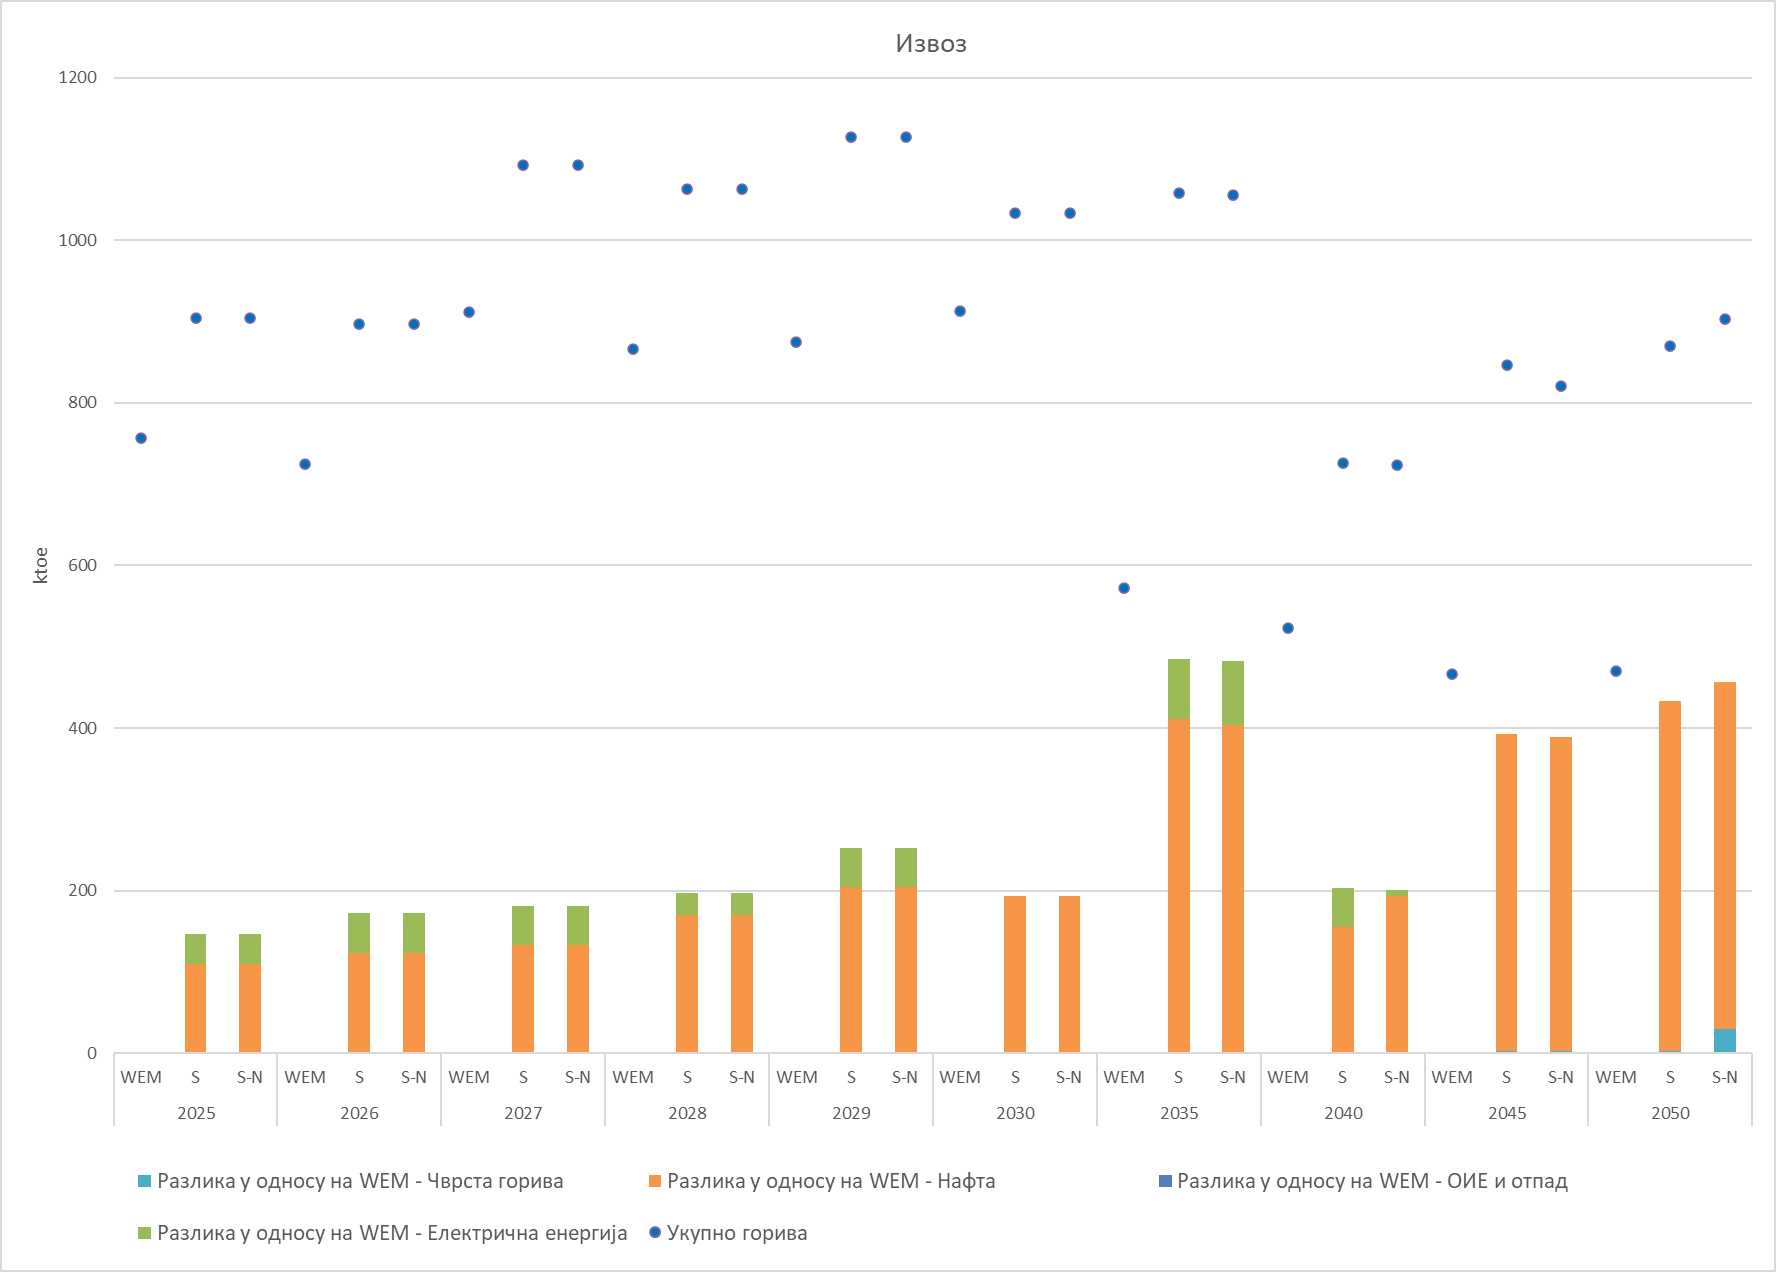 Извоз
1200
1000
800
600
400
200
0
ktoe
WEM S S-N WEM S S-N WEM S S-N WEM S S-N WEM S S-N WEM S S-N WEM S S-N WEM S S-N WEM S S-N WEM S S-N
2025 2026 2027 2028 2029 2030 2035 2040 2045 2050
Разлика у односу на WEM - Чврста горива Разлика у односу на WEM - Нафта Разлика у односу на WEM - ОИЕ и отпад
Разлика у односу на WEM - Електрична енергија Укупно горива